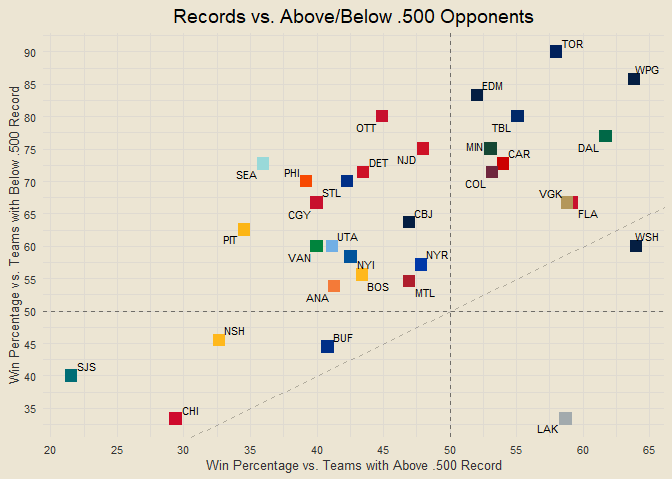 Records vs. Above/Below .500 Opponents
Win Percentage vs. Teams with Below .500 Record
90
85
80
75
70
65
60
55
50
45
40
35
TOR
WPG
EDM
OTT
TBL
DAL
MIN
CAR
NJD
DET
COL
SEA
PHI
STL
VGK
FLA
CGY
CBJ
PIT
UTA
WSH
VAN
NYI
NYR
BOS
ANA
MTL
NSH
BUF
SJS
CHI
LAK
20
25
30
35
40
45
50
55
60
65
Win Percentage vs. Teams with Above .500 Record